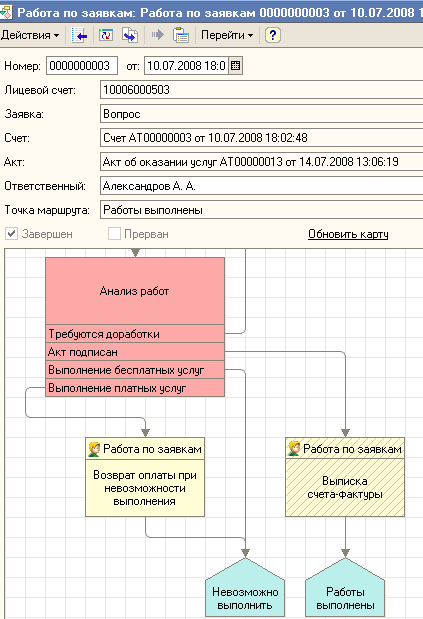 Работа по заявкам: Работа по заявкам 0000000003 от 10.07.2008 1
Действия Перейти ?
Номер: 0000000003 от: 10.07.2008 18:0
Лицевой счет: 10006000503
Заявка: Вопрос
Счет: Счет АТ00000003 от 10.07.2008 18:02:48
Акт: Акт об оказании услуг АТ00000013 от 14.07.2008 13:06:19
Ответственный: Александров А. А.
Точка маршрута: Работы выполнены
Завершен Прерван Обновить карту
Анализ работ
Требуются доработки
Акт подписан
Выполнение бесплатных услуг
Выполнение платных услуг
Работа по заявкам
Возврат оплаты при
невозможности
выполнения
Работа по заявкам
Выписка
счета-фактуры
Невозможно
выполнить
Работы
выполнены